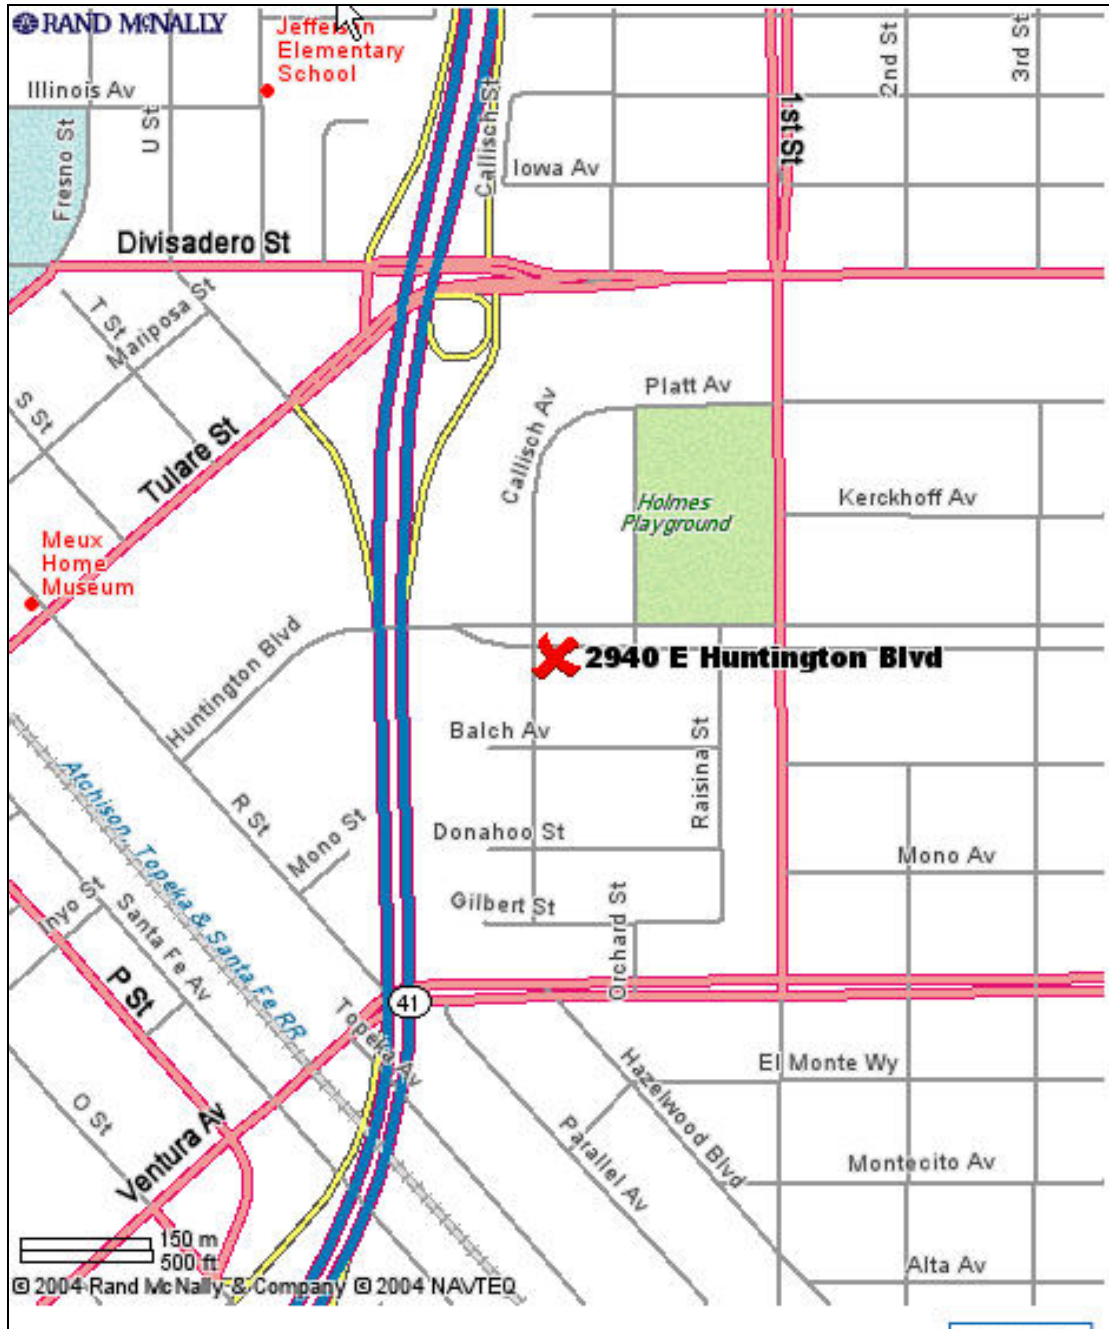 RAND McNALLY
Jefferson
Elementary
School
Illinois Av
Fresno St
U St
Callisch St
Iowa Av
1st St
2nd St
3rd St
Divisadero St
T St
Mariposa St
S St
Tulare St
Platt Av
Callisch Av
Holmes
Playground
Kerckhoff Av
Meux
Home
Museum
Huntington Blvd
2940 E Huntington Blvd
Balch Av
Raisina St
Atchison, Topeka & Santa Fe RR
R St
Mono St
Donahoo St
Mono Av
Gilbert St
Orchard St
Inyo St
Santa Fe Av
P St
41
Topeka Av
O St
Ventura Av
Hazelwood Blvd
El Monte Wy
Parallel Av
Montecito Av
Alta Av
150 m
500 ft
© 2004 Rand McNally & Company © 2004 NAVTEQ